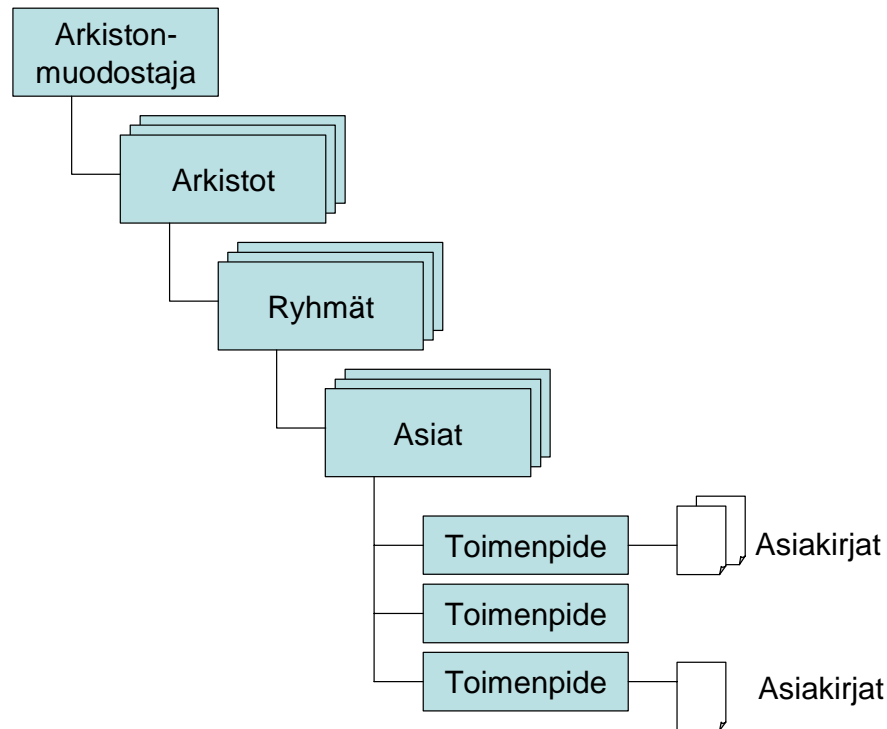 Arkiston-
muodostaja
Arkistot
Ryhmät
Asiat
Toimenpide
Asiakirjat
Toimenpide
Toimenpide
Asiakirjat